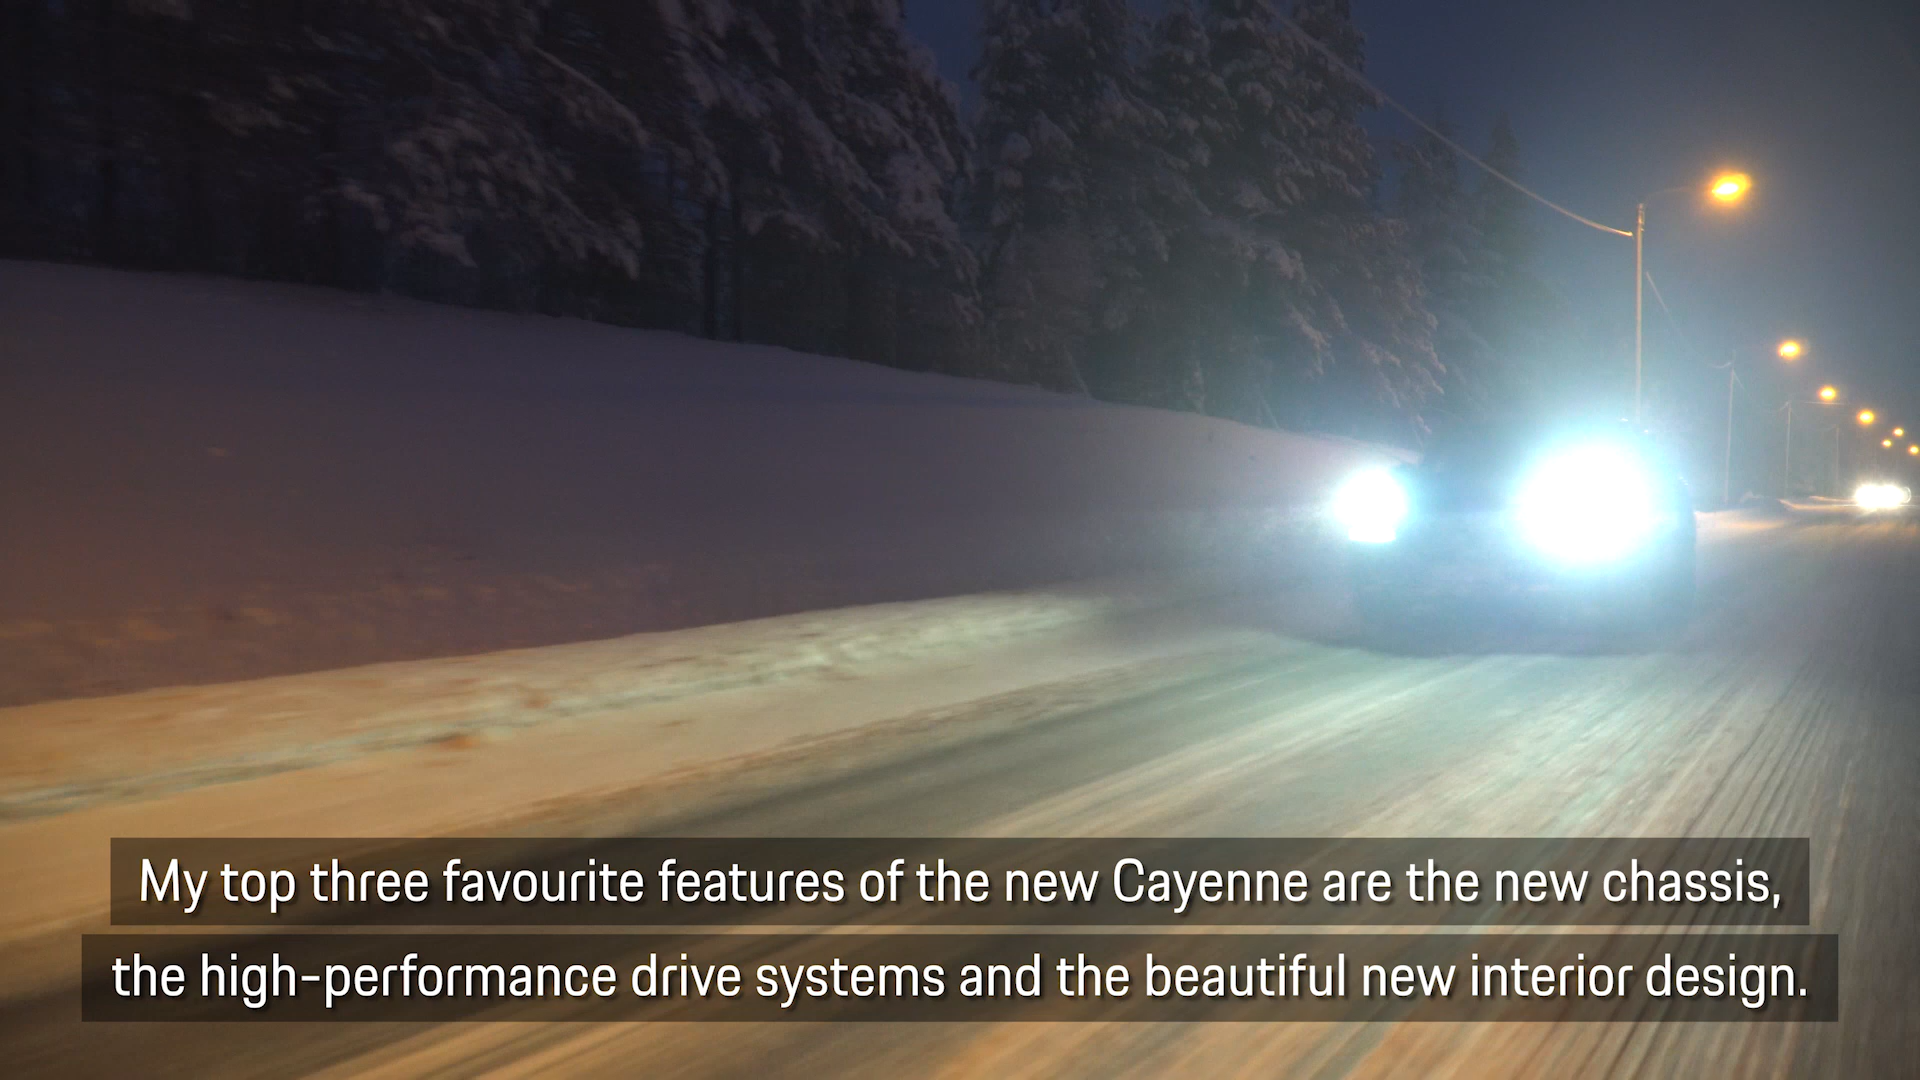 My top three favourite features of the new Cayenne are the new chassis,
the high-performance drive systems and the beautiful new interior design.